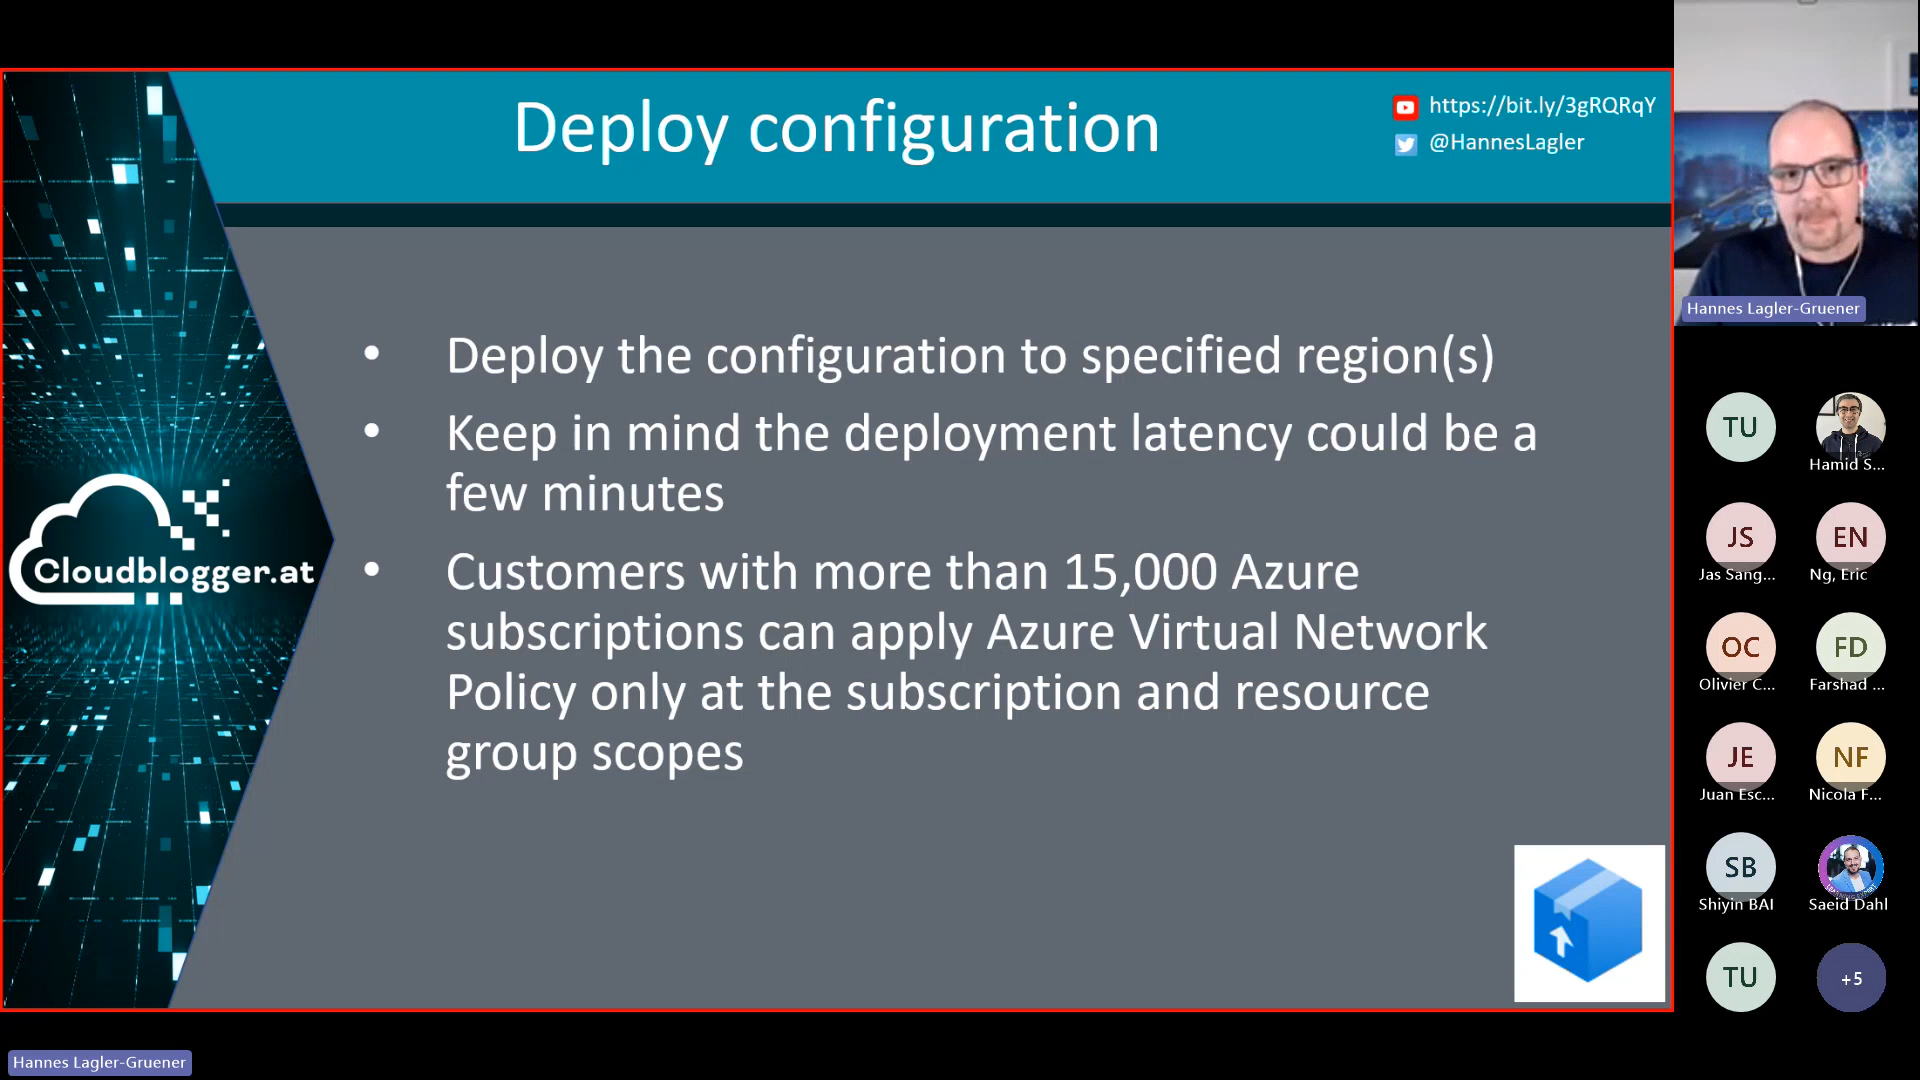 Deploy configuration
https://bit.ly/3gRQRqY
@HannesLagler
• Deploy the configuration to specified region(s)
• Keep in mind the deployment latency could be a
few minutes
• Customers with more than 15,000 Azure
subscriptions can apply Azure Virtual Network
Policy only at the subscription and resource
group scopes
Cloudblogger.at
Hannes Lagler-Gruener
TU
Hamid S...
JS
Jas Sang...
EN
Ng, Eric
OC
Olivier C...
FD
Farshad ...
JE
Juan Esc...
NF
Nicola F...
SB
Shiyin BAI
Saeid Dahl
TU
+5
Hannes Lagler-Gruener